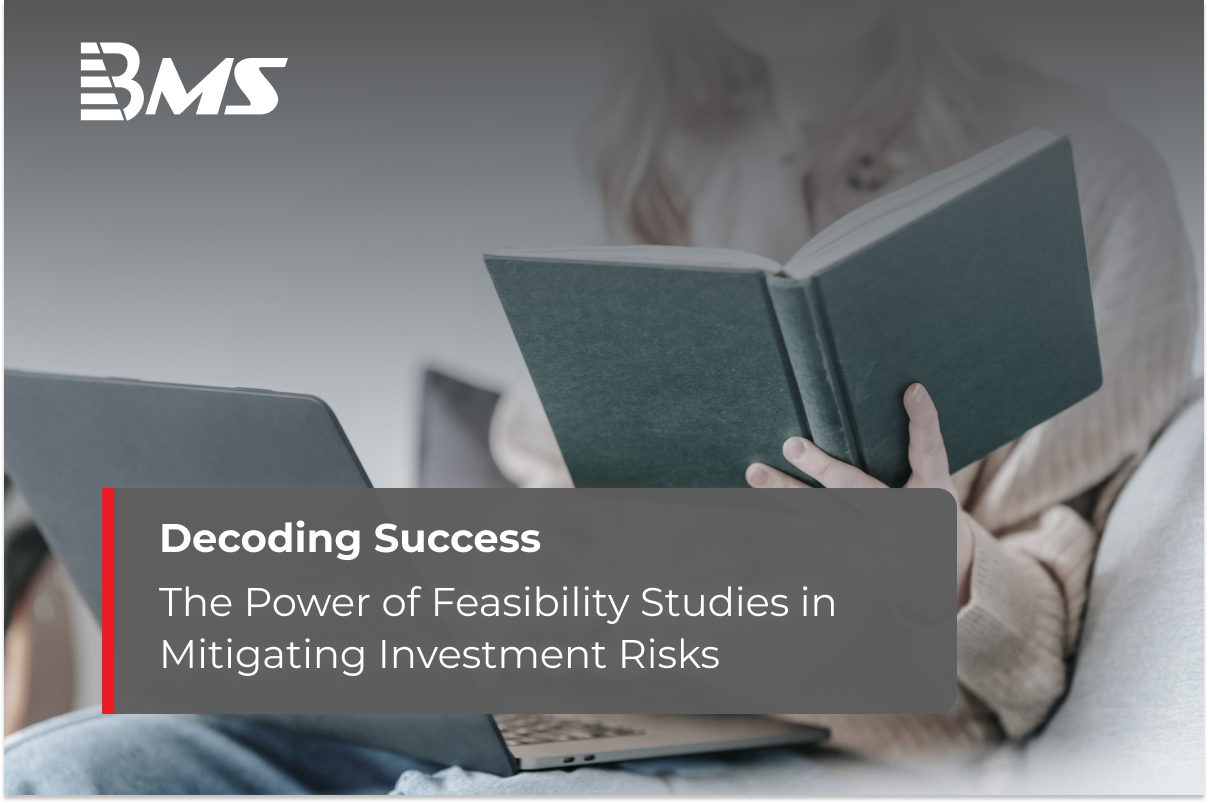 BMS
Decoding Success
The Power of Feasibility Studies in
Mitigating Investment Risks